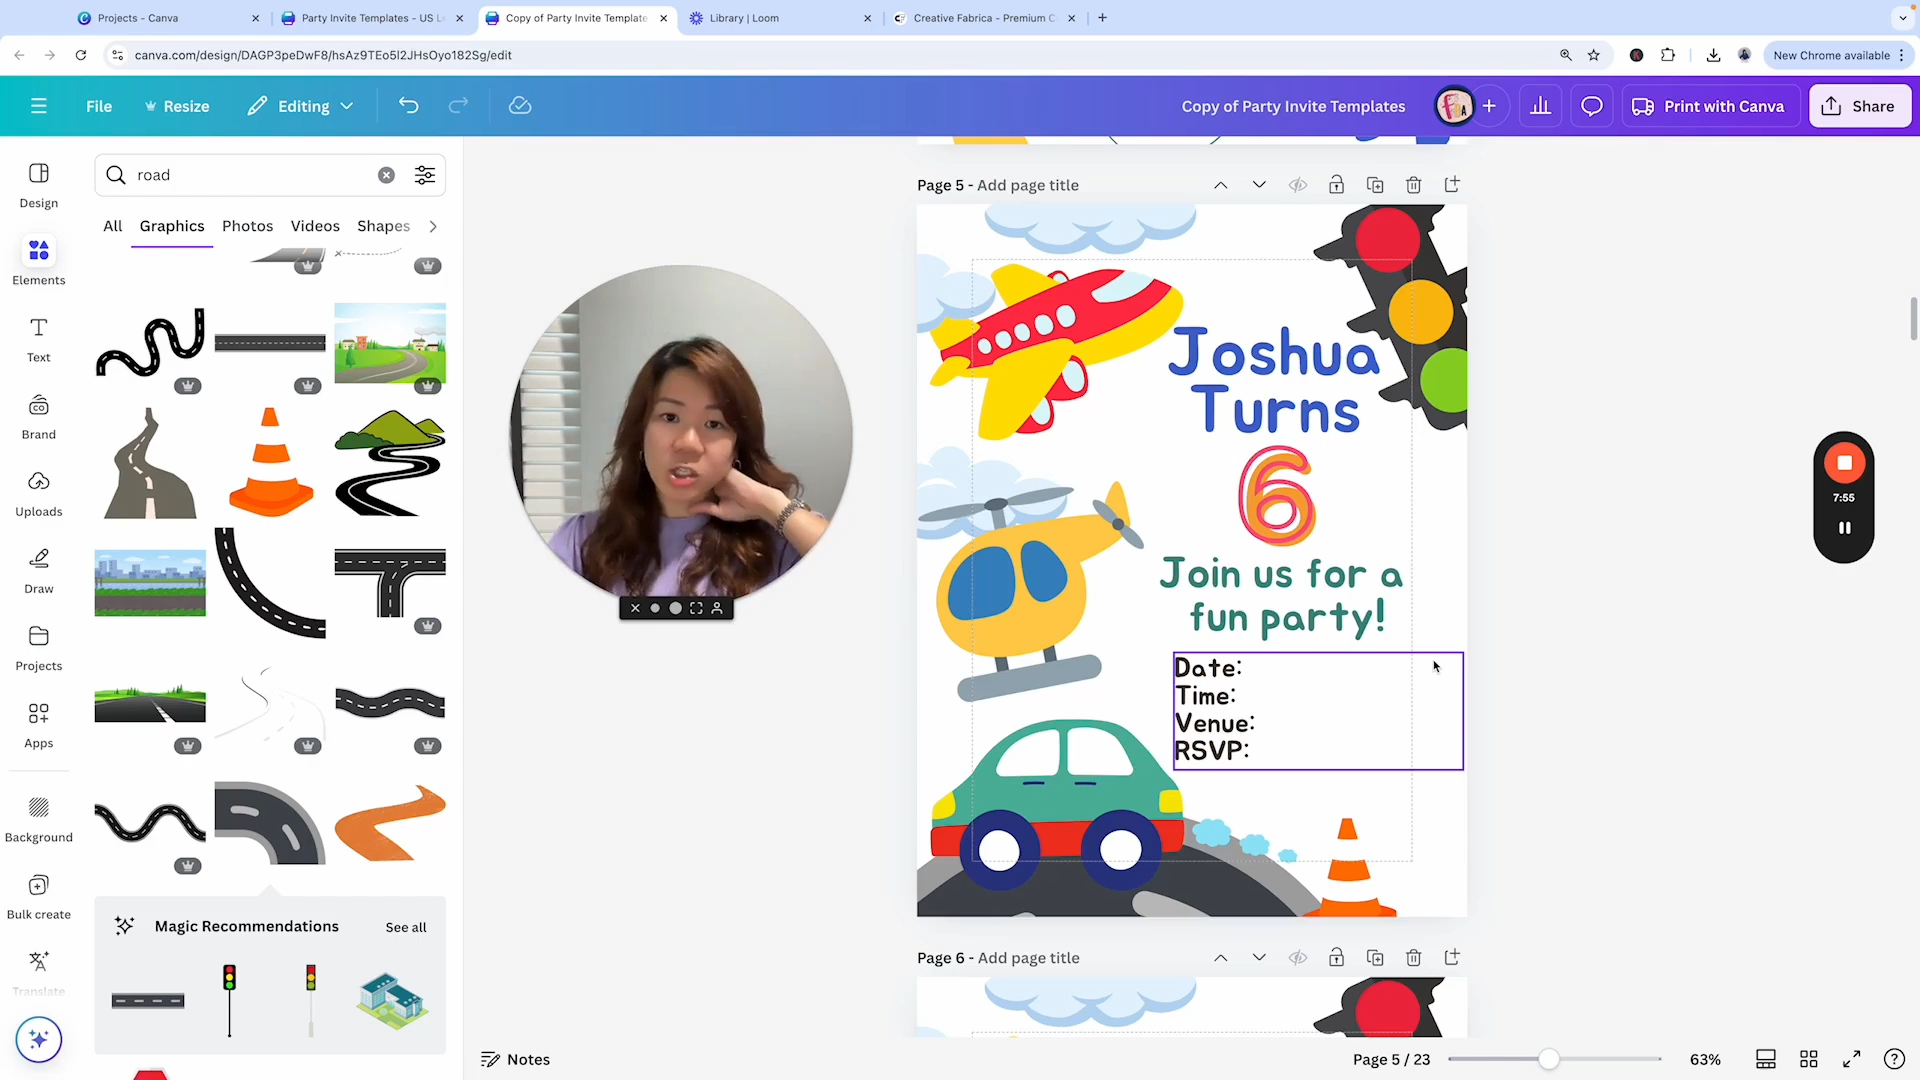 Projects - Canva
Party Invite Templates - US L
Copy of Party Invite Template
Library | Loom
Creative Fabrica - Premium C
canva.com/design/DAGP3peDwF8/hsAz9TEo5l2JHsOyo182Sg/edit
New Chrome available
File
Resize
Editing
Copy of Party Invite Templates
Print with Canva
Share
Design
Elements
Text
Brand
Uploads
Draw
Projects
Apps
Background
Bulk create
Translate
road
All
Graphics
Photos
Videos
Shapes
Magic Recommendations
See all
Page 5 - Add page title
Joshua
Turns
6
Join us for a
fun party!
Date:
Time:
Venue:
RSVP:
7:55
Page 6 - Add page title
Notes
Page 5 / 23
63%